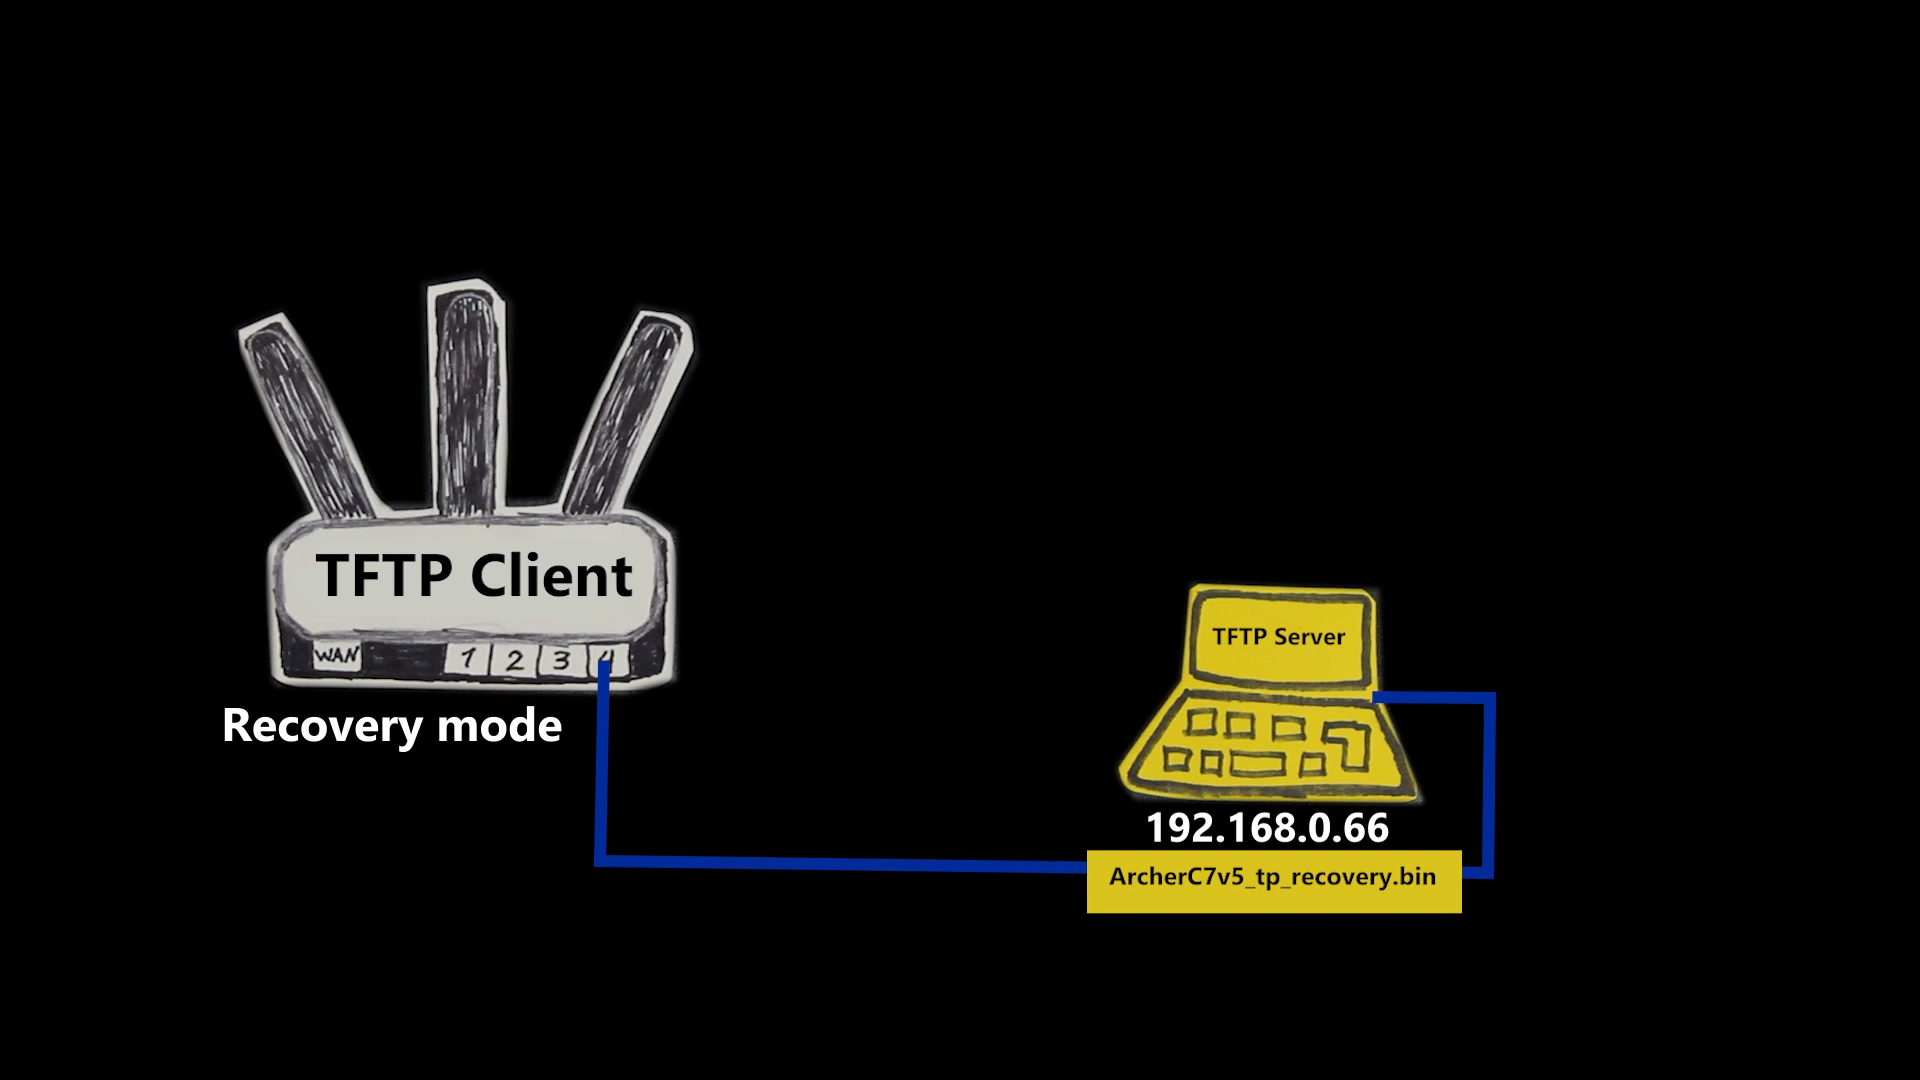 TFTP Client
WAN 1 2 3 4
Recovery mode
TFTP Server
192.168.0.66
ArcherC7v5_tp_recovery.bin